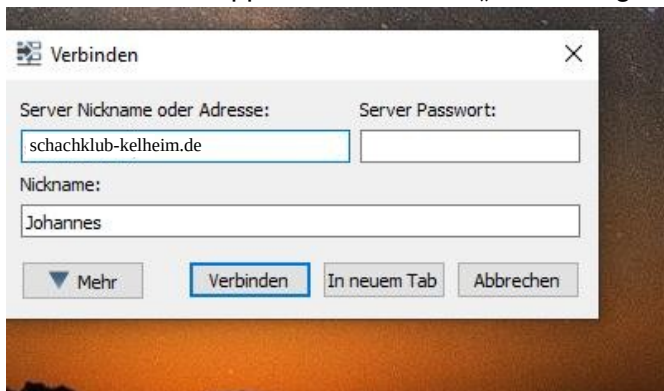 Verbinden
Server Nickname oder Adresse: Server Passwort:
schachklub-kelheim.de
Nickname:
Johannes
Mehr Verbinden In neuem Tab Abbrechen